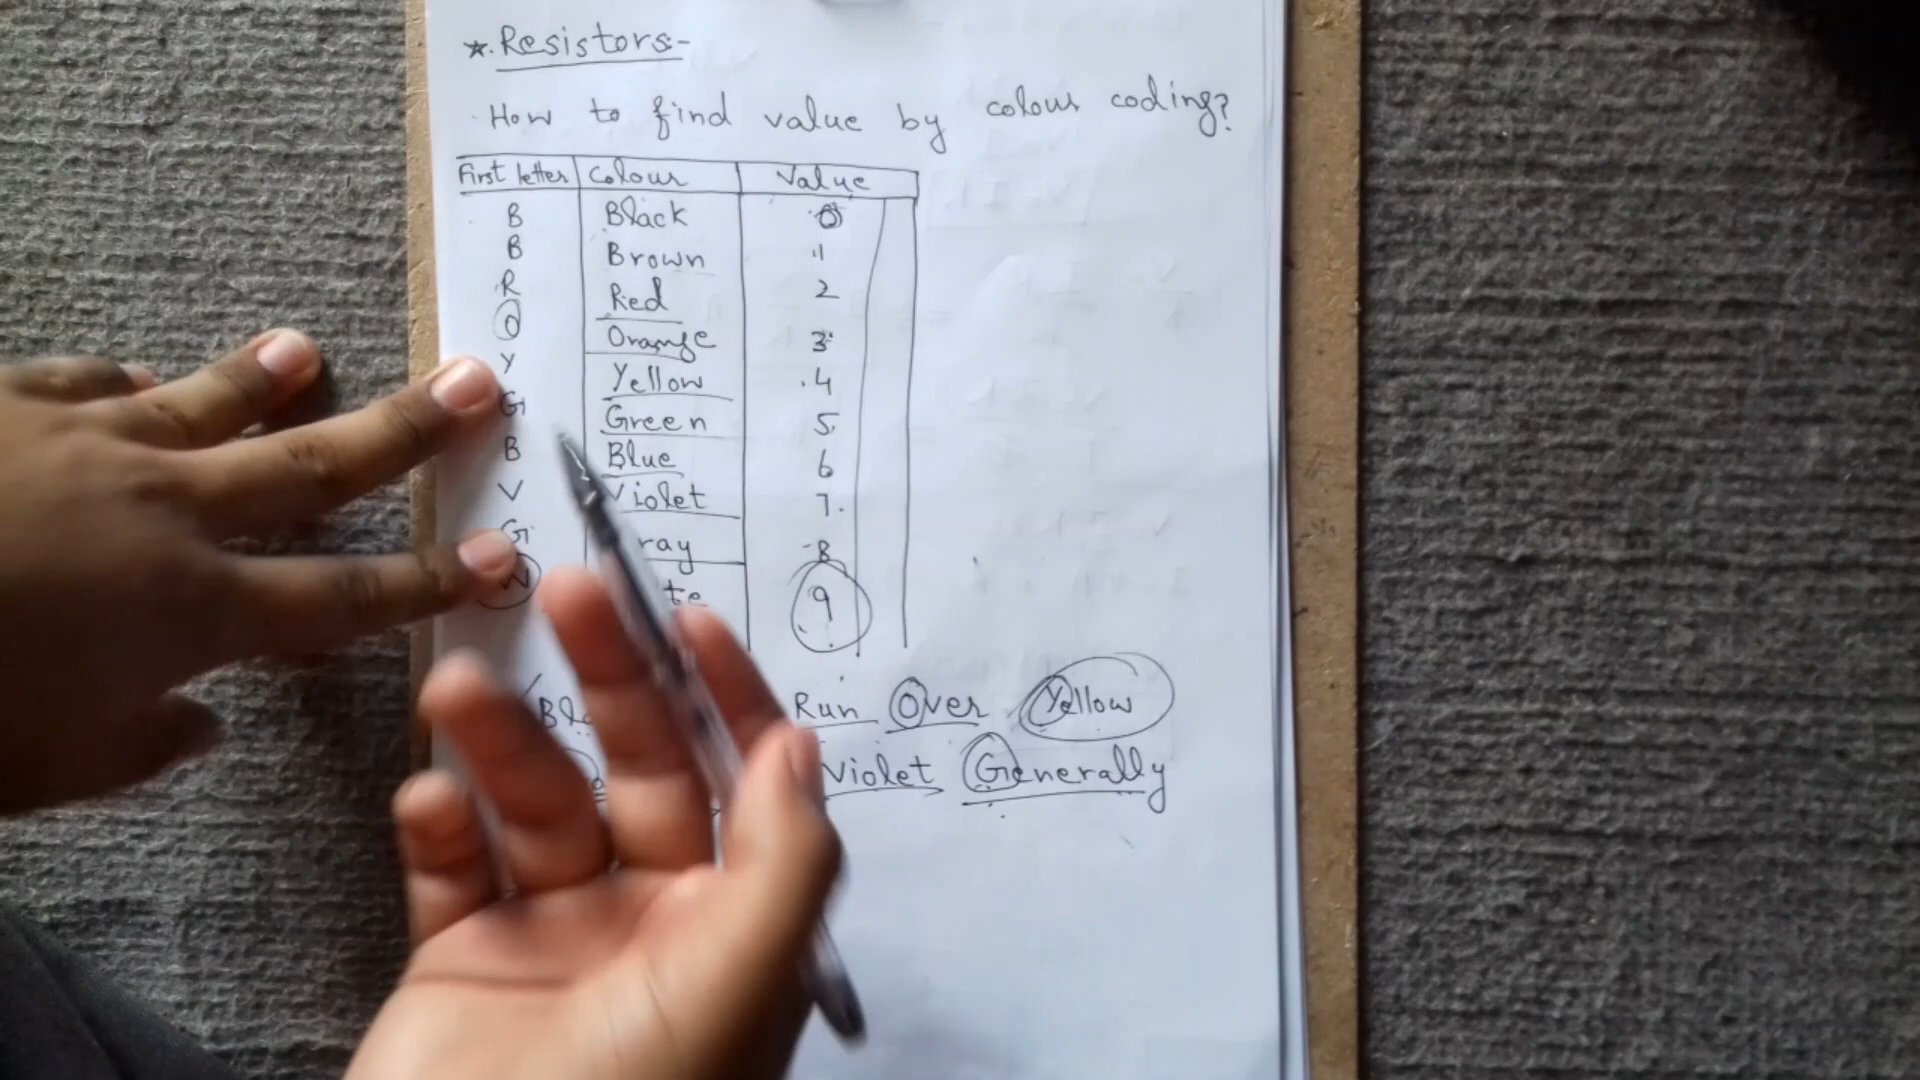 ★. Resistors-
How to find value by colour coding?
First letter Colour Value
B Black 0
B Brown 1
R Red 2
O Orange 3
Y Yellow 4
G Green 5
B Blue 6
V Violet 7
G ray 8
W te 9
Run Over Yellow
Violet Generally